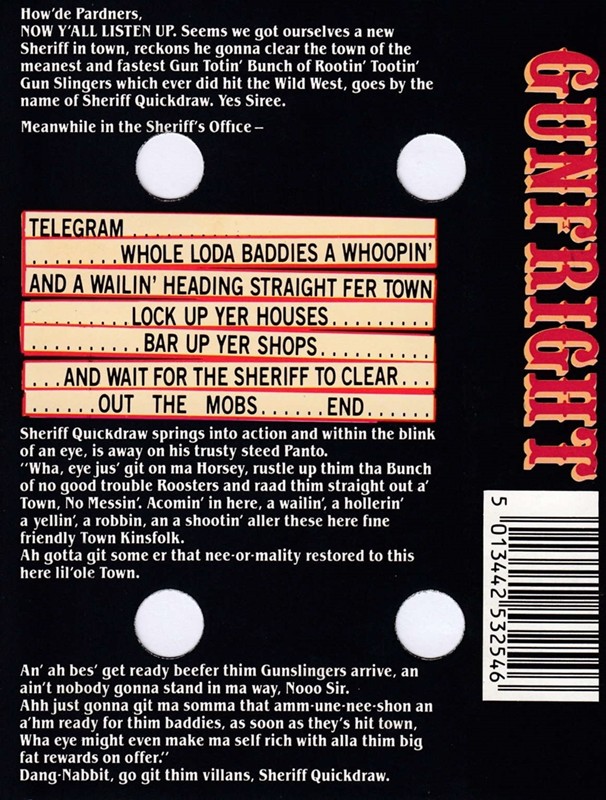 How'de Pardners,
NOW Y'ALL LISTEN UP. Seems we got ourselves a new
Sheriff in town, reckons he gonna clear the town of the
meanest and fastest Gun Totin' Bunch of Rootin' Tootin'
Gun Slingers which ever did hit the Wild West, goes by the
name of Sheriff Quickdraw. Yes Siree.
Meanwhile in the Sheriff's Office –
TELEGRAM . . . . . . . . . . . . . . . . . . .
. . . . . . . . WHOLE LODA BADDIES A WHOOPIN'
AND A WAILIN' HEADING STRAIGHT FER TOWN
. . . . . . . . . LOCK UP YER HOUSES . . . . . . . . .
. . . . . . . . . . BAR UP YER SHOPS . . . . . . . . . .
. . . AND WAIT FOR THE SHERIFF TO CLEAR . . .
. . . . . . OUT THE MOBS . . . . . . END . . . . . .
Sheriff Quickdraw springs into action and within the blink
of an eye, is away on his trusty steed Panto.
"Wha, eye jus' git on ma Horsey, rustle up thim tha Bunch
of no good trouble Roosters and raad thim straight out a'
Town, No Messin'. Acomin' in here, a wailin', a hollerin'
a yellin', a robbin, an a shootin' aller these here fine
friendly Town Kinsfolk.
Ah gotta git some er that nee-or-mality restored to this
here lil'ole Town.
An' ah bes' get ready beefer thim Gunslingers arrive, an
ain't nobody gonna stand in ma way, Nooo Sir.
Ahh just gonna git ma somma that amm-une-nee-shon an
a'hm ready for thim baddies, as soon as they's hit town,
Wha eye might even make ma self rich with alla thim big
fat rewards on offer."
Dang-Nabbit, go git thim villans, Sheriff Quickdraw.
GUNFRIGHT
5 013442 532546